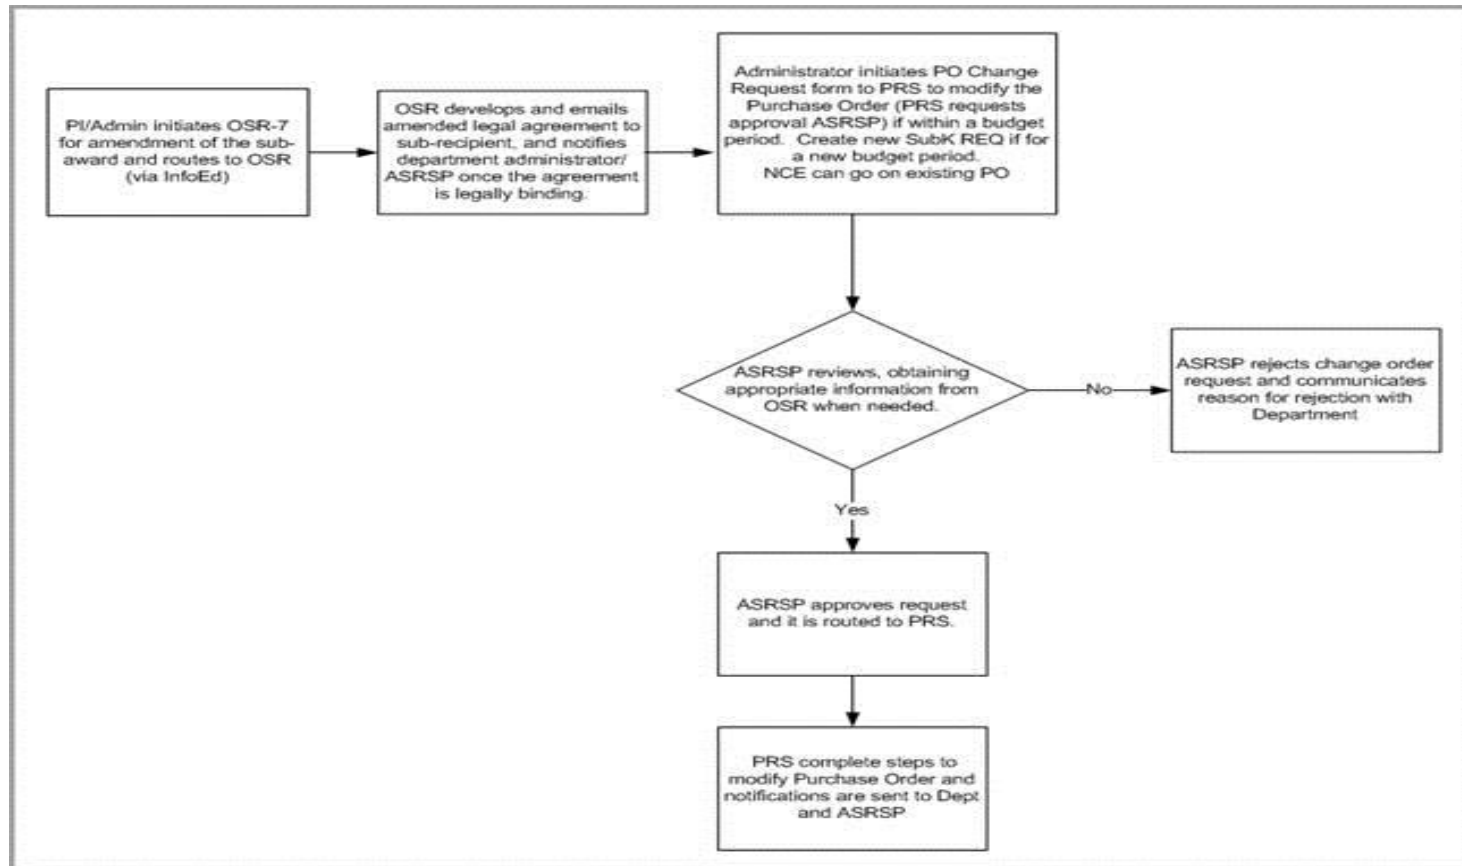 PI/Admin initiates OSR-7
for amendment of the sub-
award and routes to OSR
(via InfoEd)
OSR develops and emails
amended legal agreement to
sub-recipient, and notifies
department administrator/
ASRSP once the agreement
is legally binding.
Administrator initiates PO Change
Request form to PRS to modify the
Purchase Order (PRS requests
approval ASRSP) if within a budget
period.  Create new SubK REQ if for
a new budget period.
NCE can go on existing PO
ASRSP reviews, obtaining
appropriate information from
OSR when needed.
No
ASRSP rejects change order
request and communicates
reason for rejection with
Department
Yes
ASRSP approves request
and it is routed to PRS.
PRS complete steps to
modify Purchase Order and
notifications are sent to Dept
and ASRSP